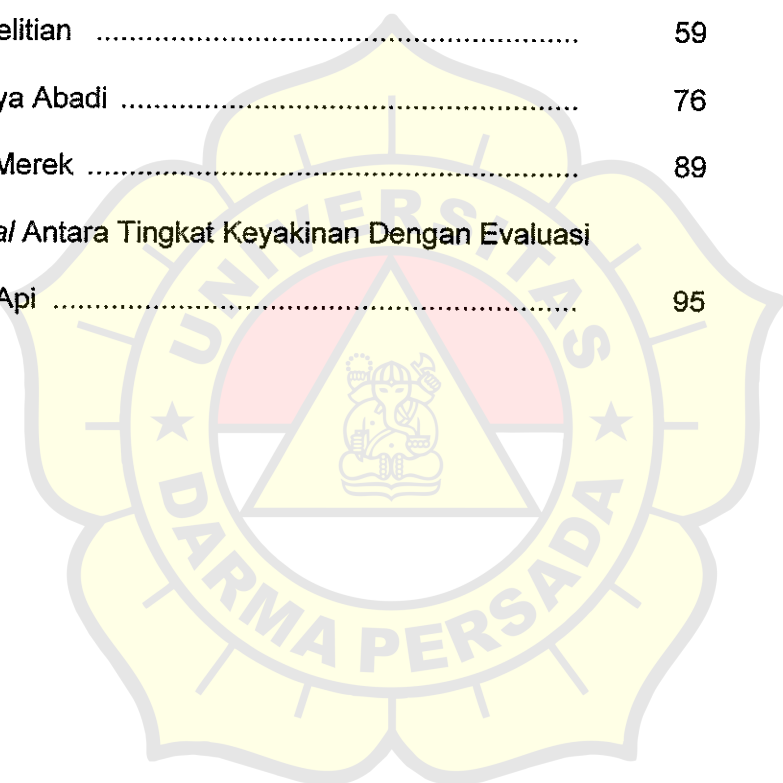 elitian ........................................................ 59
ya Abadi ..................................................... 76
Merek ......................................................... 89
al Antara Tingkat Keyakinan Dengan Evaluasi
Api ............................................................. 95
UNIVERSITAS
DARMA PERSADA